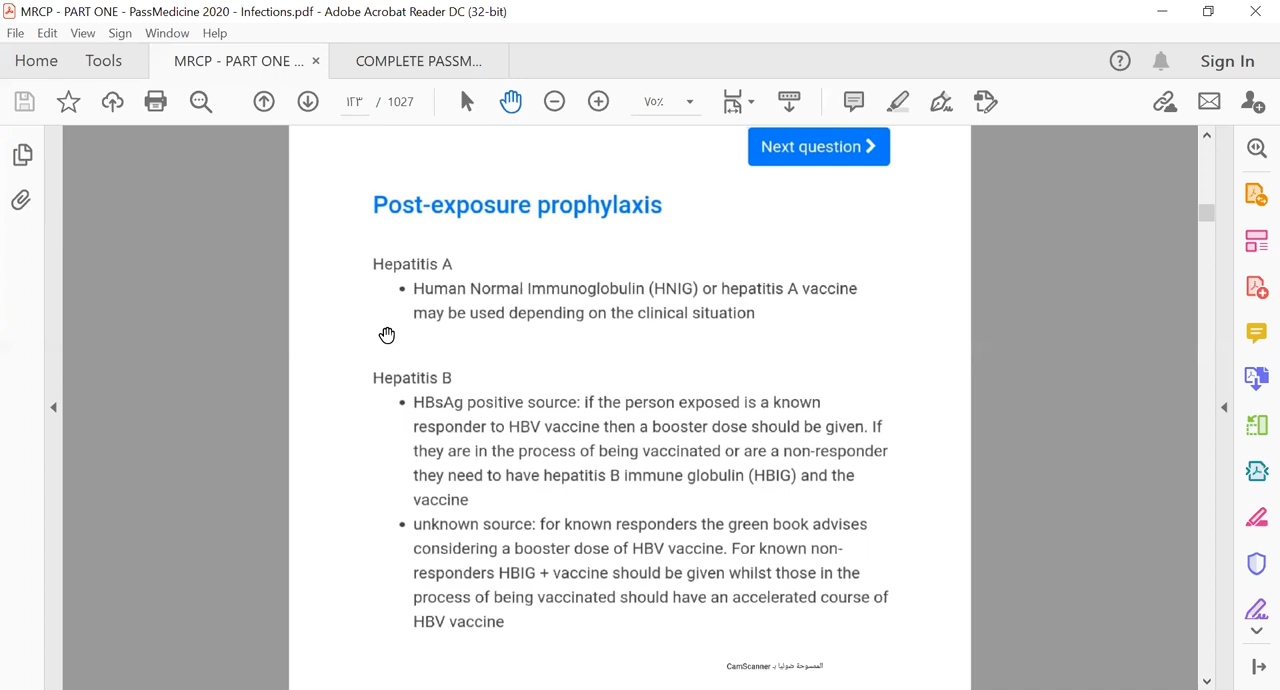 MRCP - PART ONE - PassMedicine 2020 - Infections.pdf - Adobe Acrobat Reader DC (32-bit)
File Edit View Sign Window Help
Home Tools MRCP - PART ONE ... × COMPLETE PASSM... Sign In
١٢٣ / 1027 ٧٥٪
Next question
Post-exposure prophylaxis
Hepatitis A
• Human Normal Immunoglobulin (HNIG) or hepatitis A vaccine
may be used depending on the clinical situation
Hepatitis B
• HBsAg positive source: if the person exposed is a known
responder to HBV vaccine then a booster dose should be given. If
they are in the process of being vaccinated or are a non-responder
they need to have hepatitis B immune globulin (HBIG) and the
vaccine
• unknown source: for known responders the green book advises
considering a booster dose of HBV vaccine. For known non-
responders HBIG + vaccine should be given whilst those in the
process of being vaccinated should have an accelerated course of
HBV vaccine
الممسوحة ضوئيا بـ CamScanner